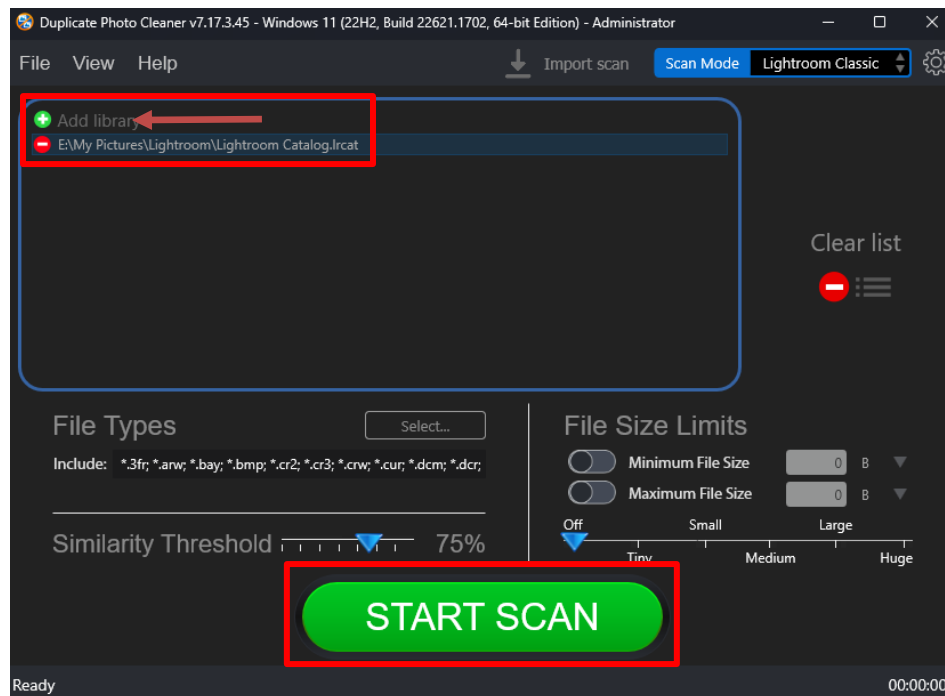 Duplicate Photo Cleaner v7.17.3.45 - Windows 11 (22H2, Build 22621.1702, 64-bit Edition) - Administrator
File View Help Import scan Scan Mode Lightroom Classic
Add library
E:\My Pictures\Lightroom\Lightroom Catalog.lrcat
Clear list
File Types Select...
Include: *.3fr; *.arw; *.bay; *.bmp; *.cr2; *.cr3; *.crw; *.cur; *.dcm; *.dcr;
Similarity Threshold 75%
File Size Limits
Minimum File Size 0 B
Maximum File Size 0 B
Off Small Large
Tiny Medium Huge
START SCAN
Ready 00:00:00